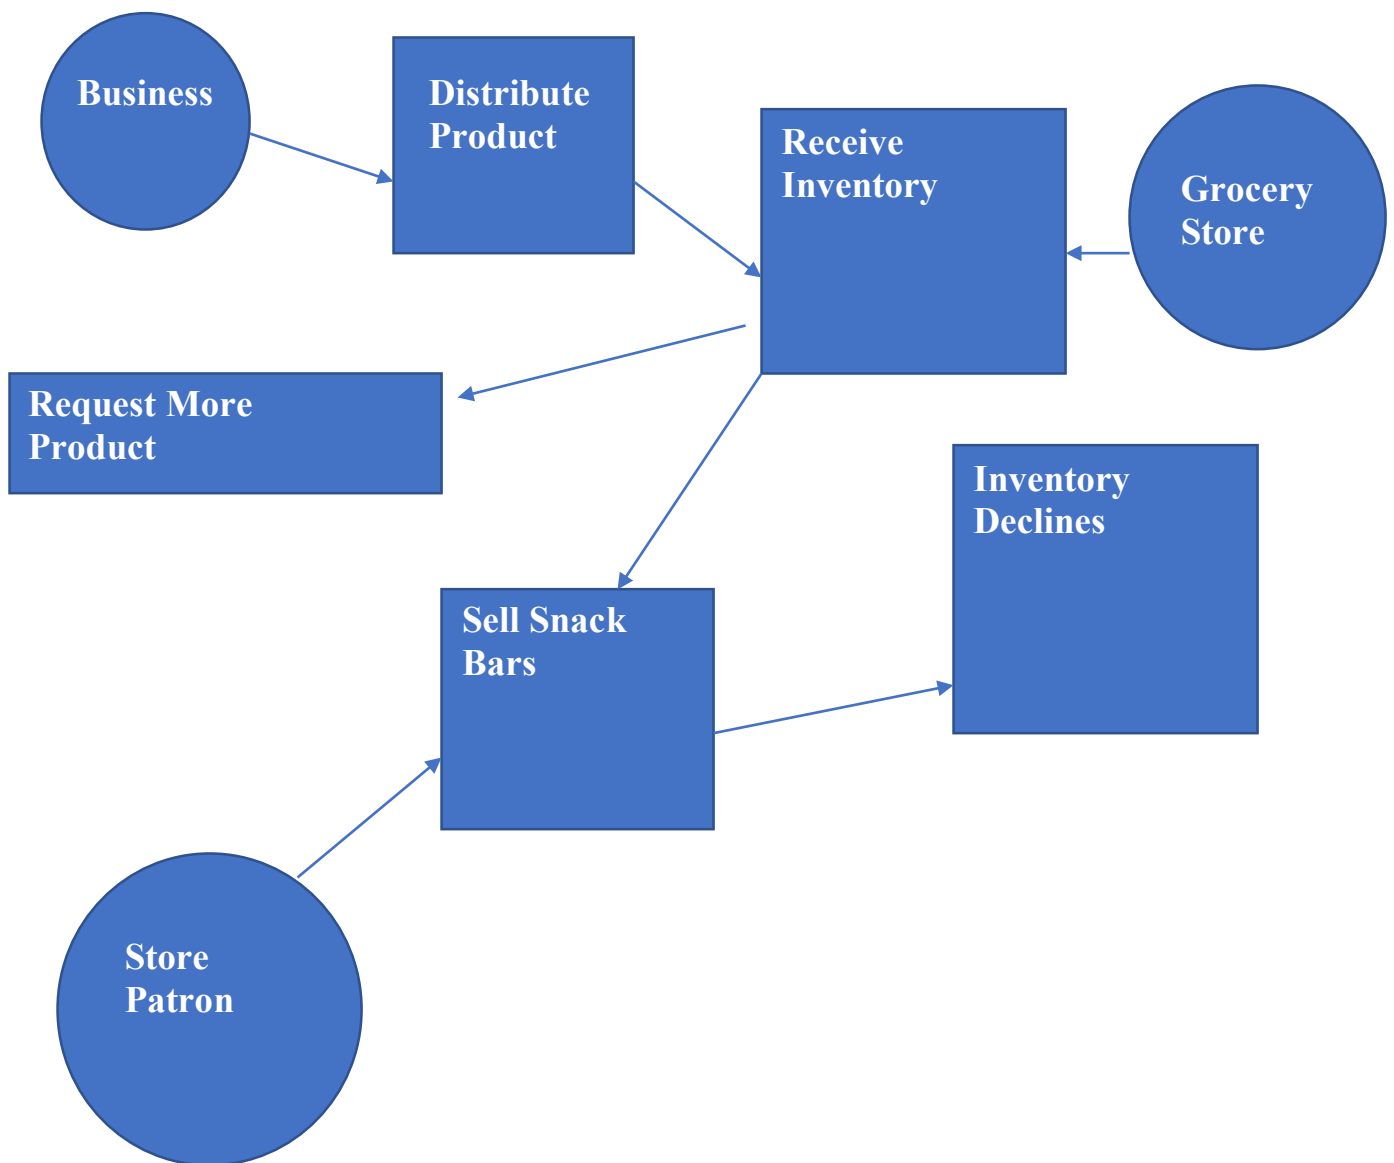 Business
Distribute
Product
Receive
Inventory
Grocery
Store
Request More
Product
Inventory
Declines
Sell Snack
Bars
Store
Patron